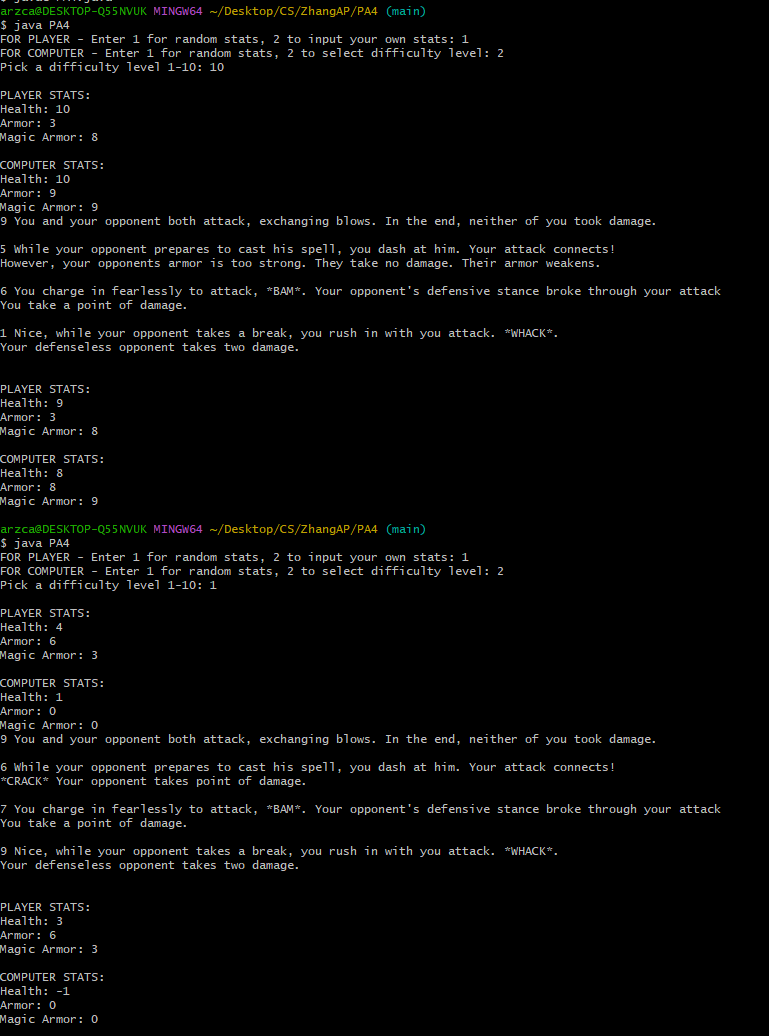 arzca@DESKTOP-Q55NVUK MINGW64 ~/Desktop/CS/ZhangAP/PA4 (main)
$ java PA4
FOR PLAYER - Enter 1 for random stats, 2 to input your own stats: 1
FOR COMPUTER - Enter 1 for random stats, 2 to select difficulty level: 2
Pick a difficulty level 1-10: 10
PLAYER STATS:
Health: 10
Armor: 3
Magic Armor: 8
COMPUTER STATS:
Health: 10
Armor: 9
Magic Armor: 9
9 You and your opponent both attack, exchanging blows. In the end, neither of you took damage.
5 While your opponent prepares to cast his spell, you dash at him. Your attack connects!
However, your opponents armor is too strong. They take no damage. Their armor weakens.
6 You charge in fearlessly to attack, *BAM*. Your opponent's defensive stance broke through your attack
You take a point of damage.
1 Nice, while your opponent takes a break, you rush in with you attack. *WHACK*.
Your defenseless opponent takes two damage.
PLAYER STATS:
Health: 9
Armor: 3
Magic Armor: 8
COMPUTER STATS:
Health: 8
Armor: 8
Magic Armor: 9
arzca@DESKTOP-Q55NVUK MINGW64 ~/Desktop/CS/ZhangAP/PA4 (main)
$ java PA4
FOR PLAYER - Enter 1 for random stats, 2 to input your own stats: 1
FOR COMPUTER - Enter 1 for random stats, 2 to select difficulty level: 2
Pick a difficulty level 1-10: 1
PLAYER STATS:
Health: 4
Armor: 6
Magic Armor: 3
COMPUTER STATS:
Health: 1
Armor: 0
Magic Armor: 0
9 You and your opponent both attack, exchanging blows. In the end, neither of you took damage.
6 While your opponent prepares to cast his spell, you dash at him. Your attack connects!
*CRACK* Your opponent takes point of damage.
7 You charge in fearlessly to attack, *BAM*. Your opponent's defensive stance broke through your attack
You take a point of damage.
9 Nice, while your opponent takes a break, you rush in with you attack. *WHACK*.
Your defenseless opponent takes two damage.
PLAYER STATS:
Health: 3
Armor: 6
Magic Armor: 3
COMPUTER STATS:
Health: -1
Armor: 0
Magic Armor: 0